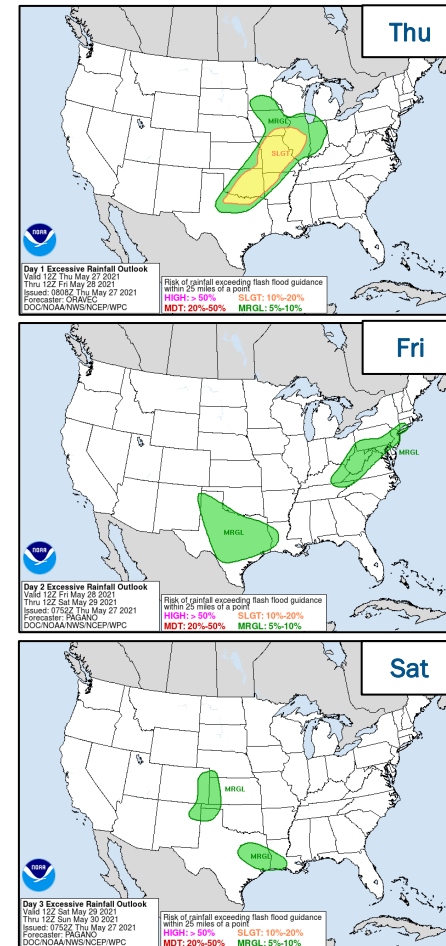 Thu
MRGL
SLGT
NOAA
Day 1 Excessive Rainfall Outlook
Valid 12Z Thu May 27 2021
Thru 12Z Fri May 28 2021
Issued: 0808Z Thu May 27 2021
Forecaster: ORAVEC
DOC/NOAA/NWS/NCEP/WPC
Risk of rainfall exceeding flash flood guidance
within 25 miles of a point
HIGH: > 50% SLGT: 10%-20%
MDT: 20%-50% MRGL: 5%-10%
Fri
MRGL
MRGL
NOAA
Day 2 Excessive Rainfall Outlook
Valid 12Z Fri May 28 2021
Thru 12Z Sat May 29 2021
Issued: 0752Z Thu May 27 2021
Forecaster: PAGANO
DOC/NOAA/NWS/NCEP/WPC
Risk of rainfall exceeding flash flood guidance
within 25 miles of a point
HIGH: > 50% SLGT: 10%-20%
MDT: 20%-50% MRGL: 5%-10%
Sat
MRGL
MRGL
NOAA
Day 3 Excessive Rainfall Outlook
Valid 12Z Sat May 29 2021
Thru 12Z Sun May 30 2021
Issued: 0752Z Thu May 27 2021
Forecaster: PAGANO
DOC/NOAA/NWS/NCEP/WPC
Risk of rainfall exceeding flash flood guidance
within 25 miles of a point
HIGH: > 50% SLGT: 10%-20%
MDT: 20%-50% MRGL: 5%-10%